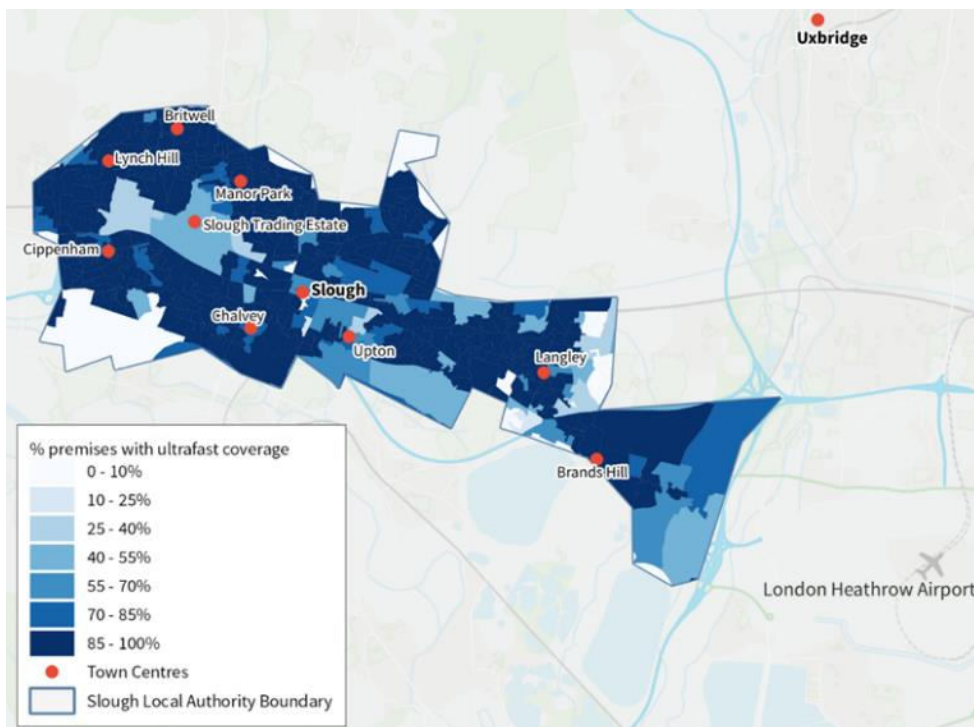 Uxbridge
Britwell
Lynch Hill
Manor Park
Slough Trading Estate
Cippenham
Slough
Chalvey
Upton
Langley
Brands Hill
London Heathrow Airport
% premises with ultrafast coverage
0 - 10%
10 - 25%
25 - 40%
40 - 55%
55 - 70%
70 - 85%
85 - 100%
Town Centres
Slough Local Authority Boundary